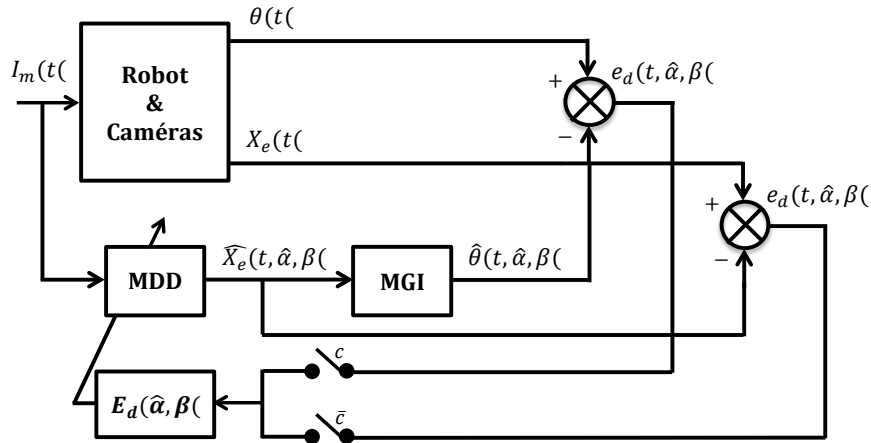 θ(t(
I_m(t(
Robot
&
Caméras
X_e(t(
+
−
e_d(t, α̂, β(
+
−
e_d(t, α̂, β(
MDD
X̂_e(t, α̂, β(
MGI
θ̂(t, α̂, β(
c
c̄
E_d(α̂, β(